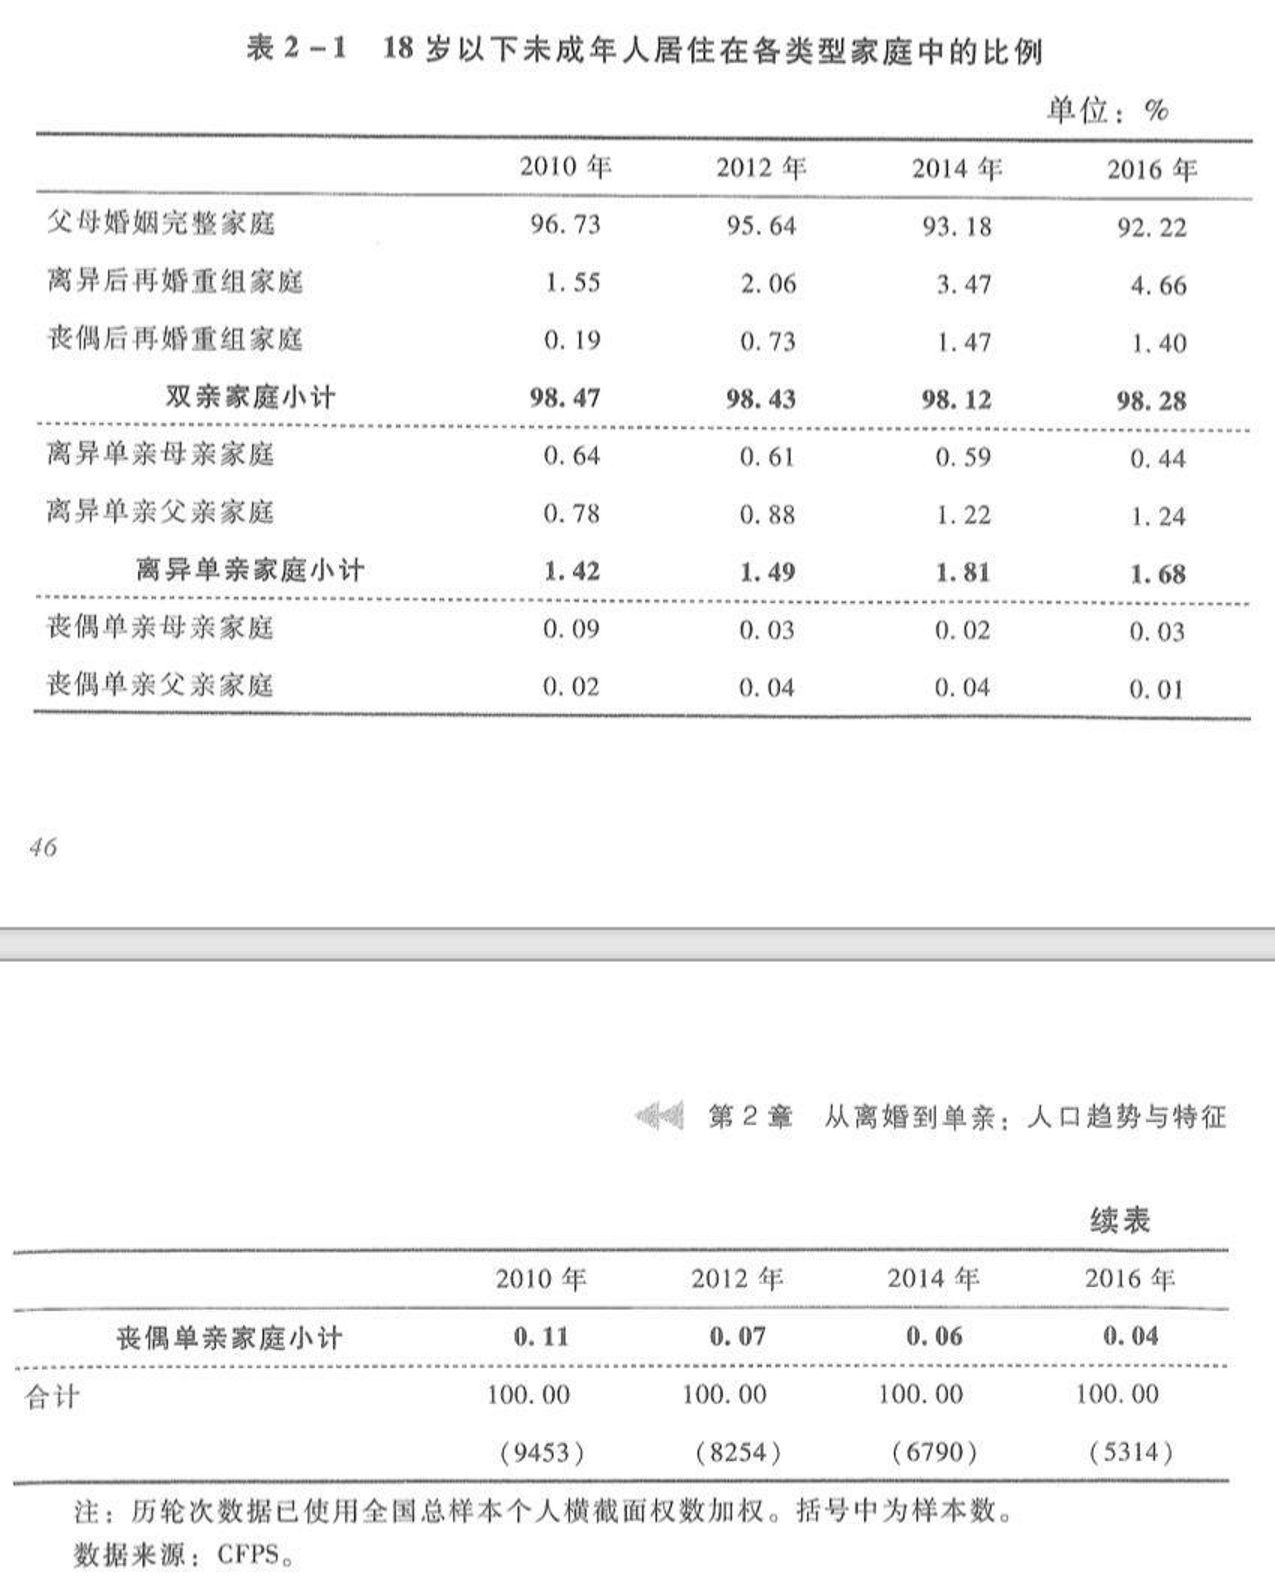 表 2-1 18 岁以下未成年人居住在各类型家庭中的比例
单位：%
2010 年 2012 年 2014 年 2016 年
父母婚姻完整家庭 96.73 95.64 93.18 92.22
离异后再婚重组家庭 1.55 2.06 3.47 4.66
丧偶后再婚重组家庭 0.19 0.73 1.47 1.40
双亲家庭小计 98.47 98.43 98.12 98.28
离异单亲母亲家庭 0.64 0.61 0.59 0.44
离异单亲父亲家庭 0.78 0.88 1.22 1.24
离异单亲家庭小计 1.42 1.49 1.81 1.68
丧偶单亲母亲家庭 0.09 0.03 0.02 0.03
丧偶单亲父亲家庭 0.02 0.04 0.04 0.01
46
第 2 章 从离婚到单亲：人口趋势与特征
续表
2010 年 2012 年 2014 年 2016 年
丧偶单亲家庭小计 0.11 0.07 0.06 0.04
合计 100.00 100.00 100.00 100.00
(9453) (8254) (6790) (5314)
注：历轮次数据已使用全国总样本个人横截面权数加权。括号中为样本数。
数据来源：CFPS。